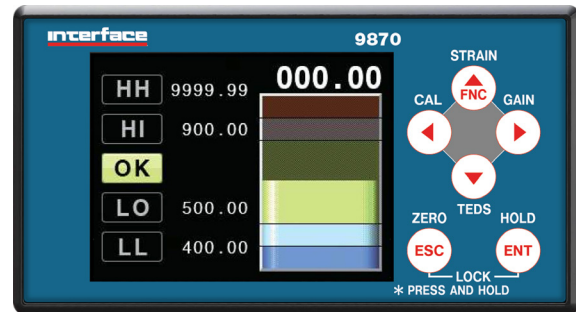 interface
9870
HH 9999.99
000.00
HI 900.00
OK
LO 500.00
LL 400.00
STRAIN
FNC
CAL
GAIN
TEDS
ZERO
HOLD
ESC
ENT
LOCK
* PRESS AND HOLD